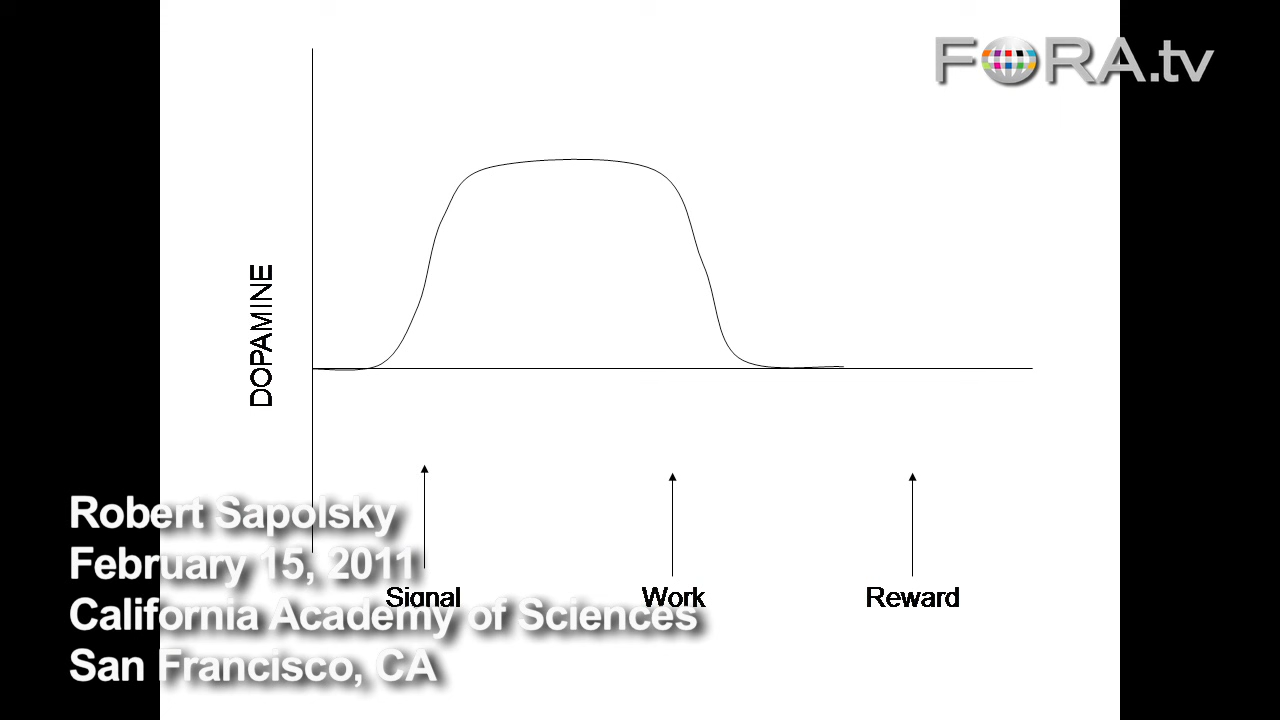 FORA.tv
DOPAMINE
Signal
Work
Reward
Robert Sapolsky
February 15, 2011
California Academy of Sciences
San Francisco, CA